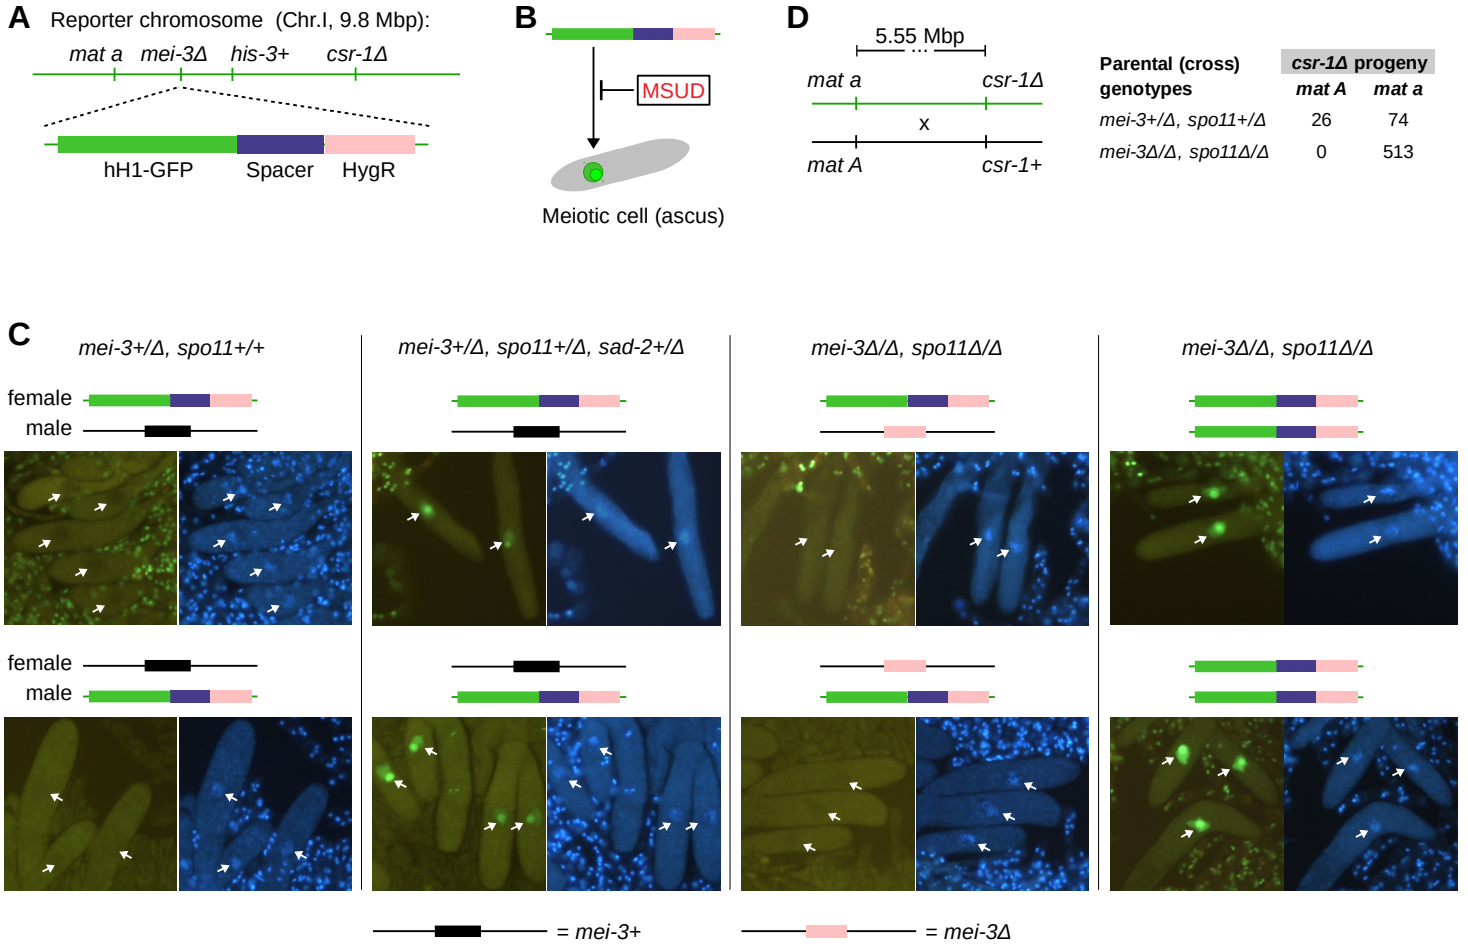 A
Reporter chromosome (Chr.I, 9.8 Mbp):
mat a mei-3Δ his-3+ csr-1Δ
hH1-GFP Spacer HygR
B
MSUD
Meiotic cell (ascus)
D
5.55 Mbp
...
mat a csr-1Δ
x
mat A csr-1+
Parental (cross) genotypes
csr-1Δ progeny
mat A mat a
mei-3+/Δ, spo11+/Δ 26 74
mei-3Δ/Δ, spo11Δ/Δ 0 513
C
mei-3+/Δ, spo11+/+
mei-3+/Δ, spo11+/Δ, sad-2+/Δ
mei-3Δ/Δ, spo11Δ/Δ
mei-3Δ/Δ, spo11Δ/Δ
female
male
female
male
= mei-3+
= mei-3Δ